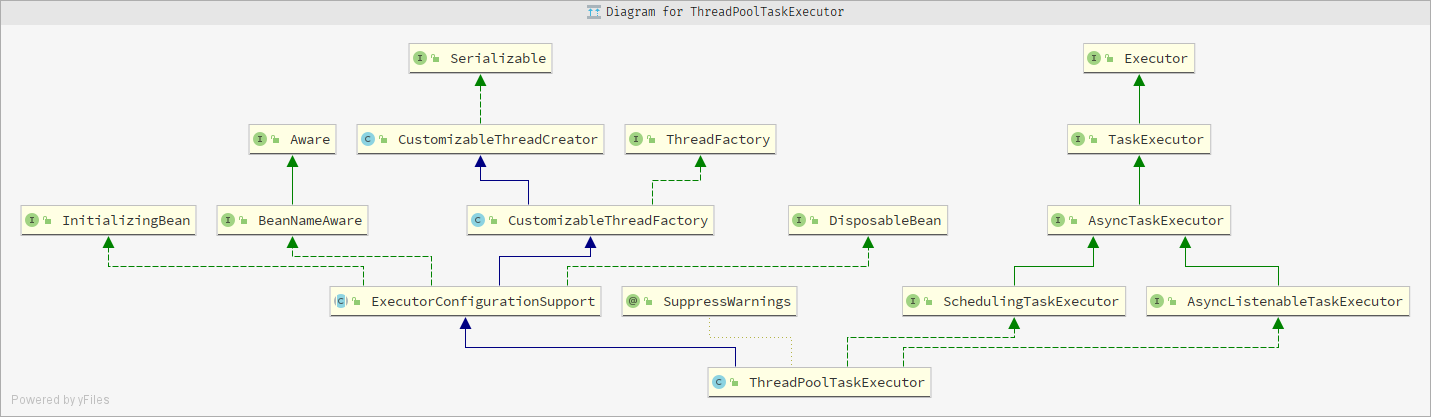 Diagram for ThreadPoolTaskExecutor
I Serializable
I Executor
I Aware
C CustomizableThreadCreator
I ThreadFactory
I TaskExecutor
I InitializingBean
I BeanNameAware
C CustomizableThreadFactory
I DisposableBean
I AsyncTaskExecutor
C ExecutorConfigurationSupport
@ SuppressWarnings
I SchedulingTaskExecutor
I AsyncListenableTaskExecutor
C ThreadPoolTaskExecutor
Powered by yFiles